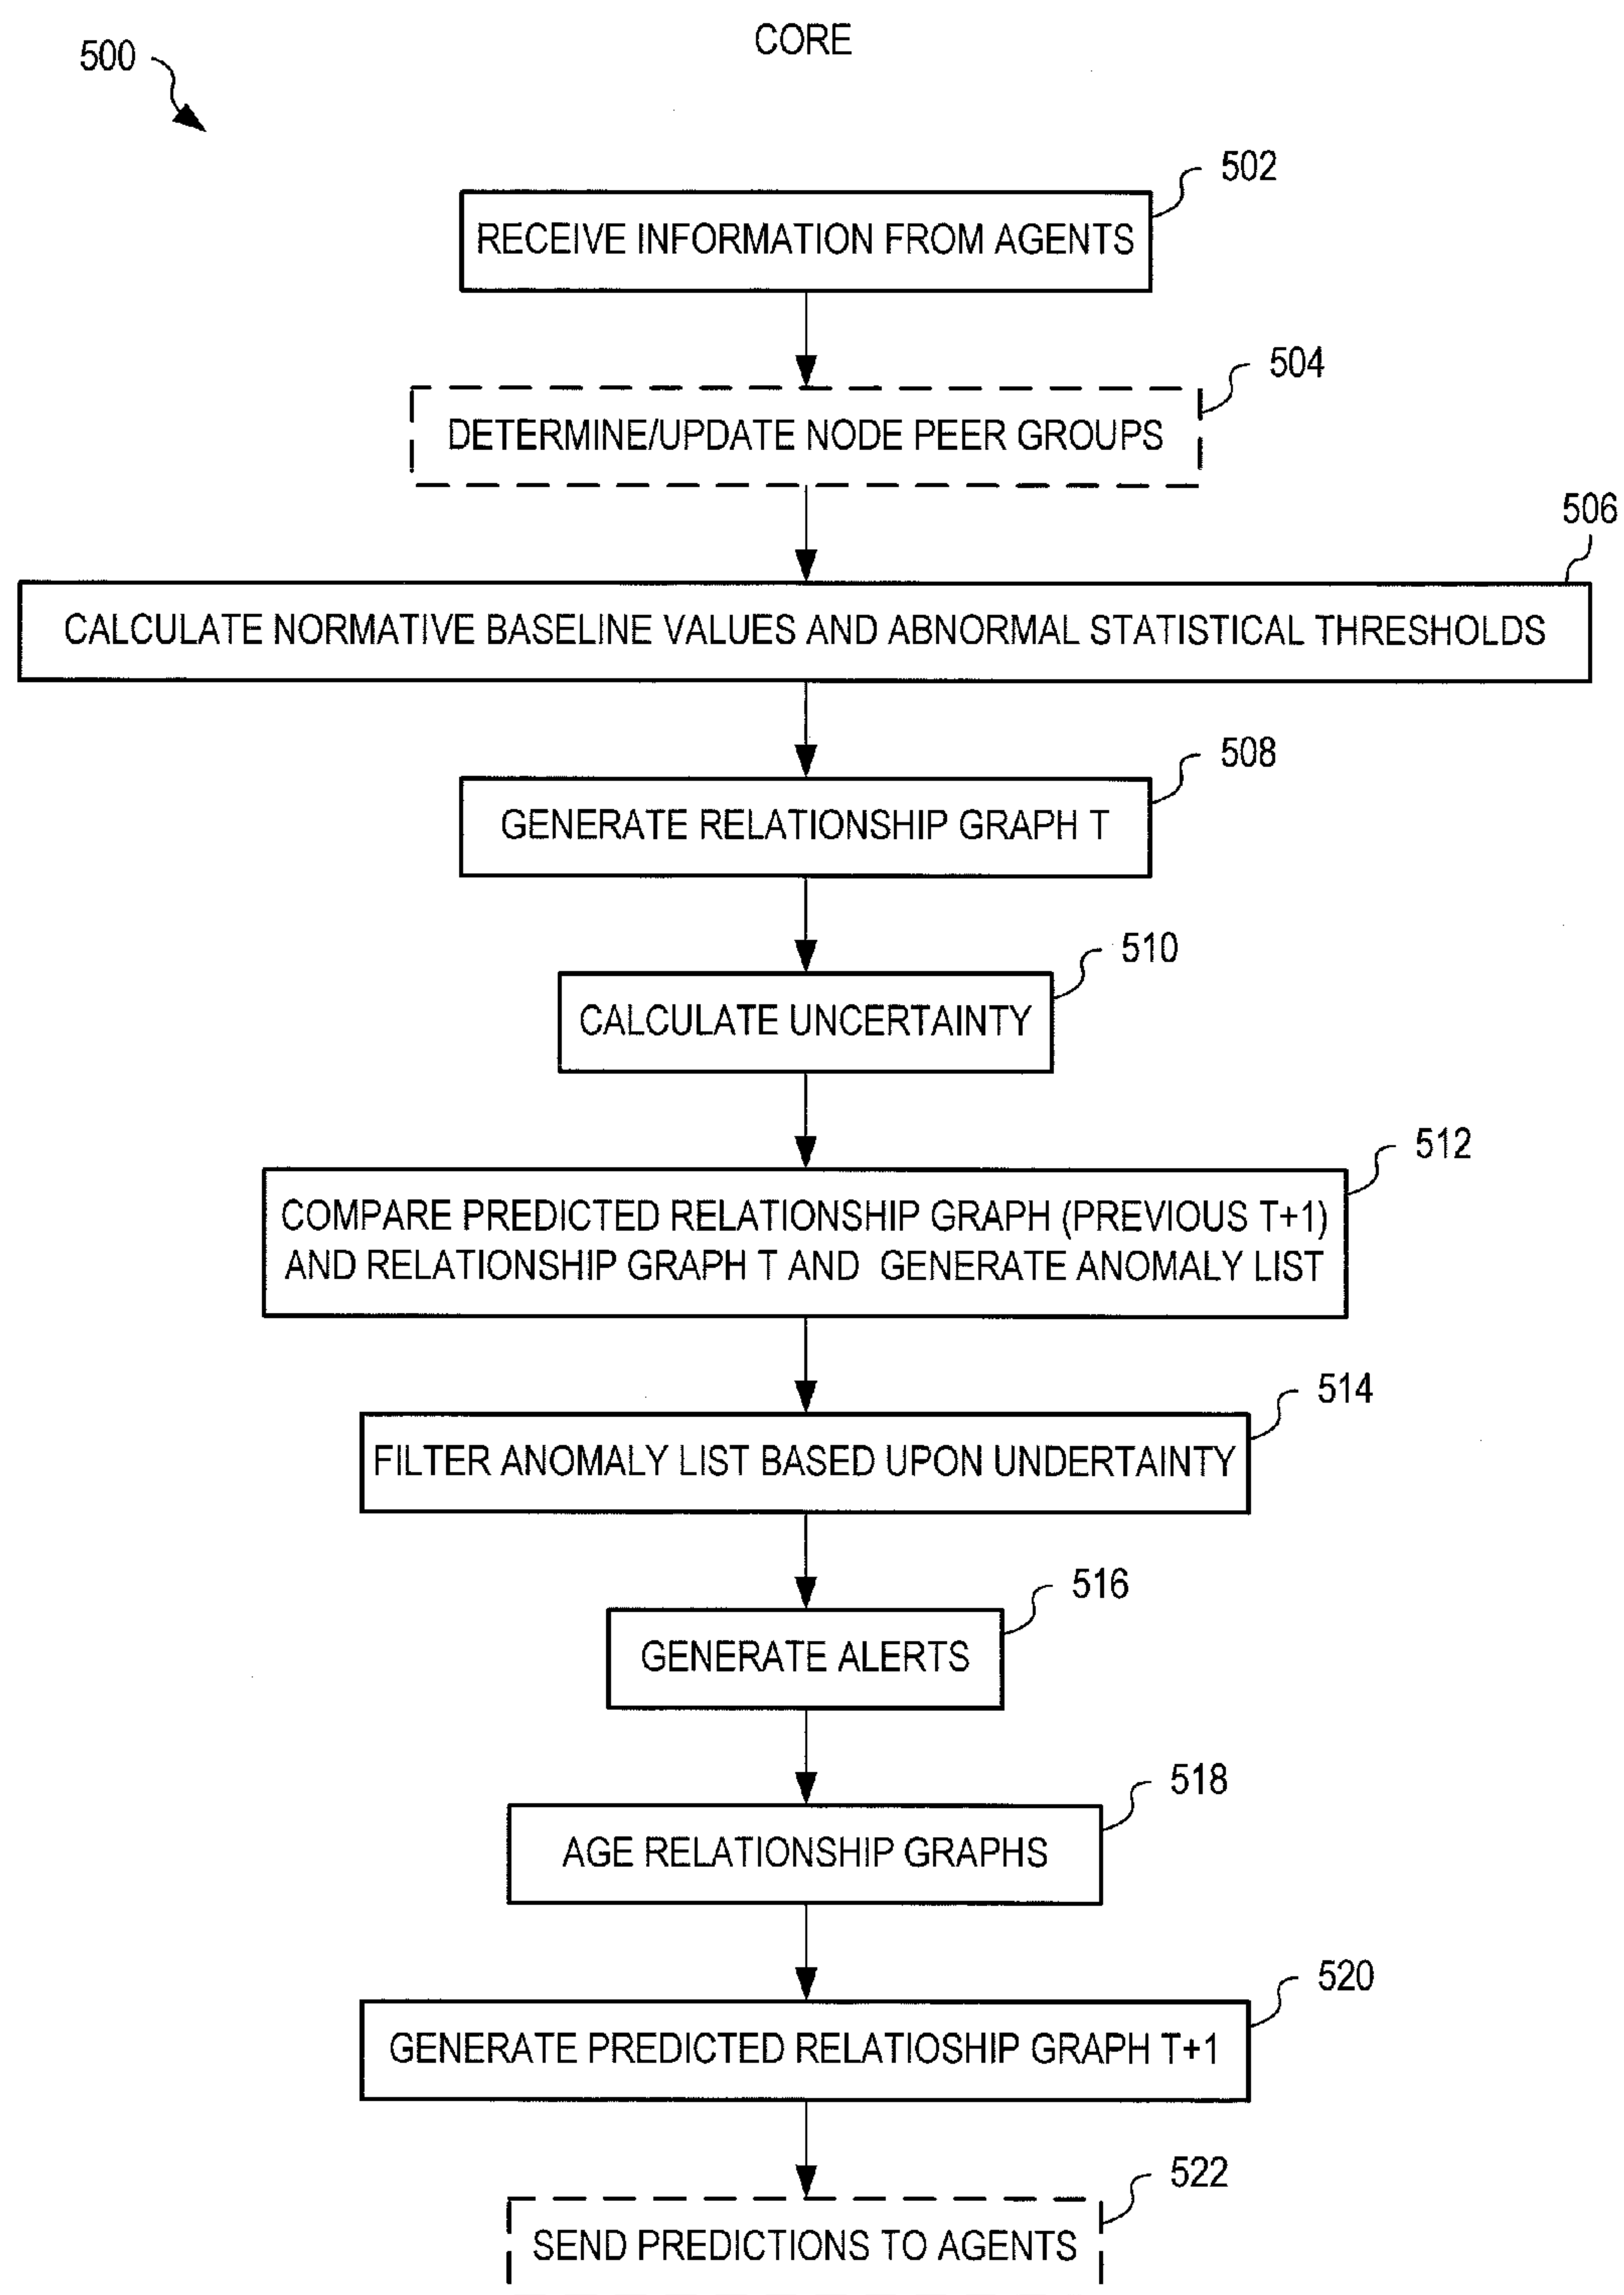 CORE
500
502
RECEIVE INFORMATION FROM AGENTS
504
DETERMINE/UPDATE NODE PEER GROUPS
506
CALCULATE NORMATIVE BASELINE VALUES AND ABNORMAL STATISTICAL THRESHOLDS
508
GENERATE RELATIONSHIP GRAPH T
510
CALCULATE UNCERTAINTY
512
COMPARE PREDICTED RELATIONSHIP GRAPH (PREVIOUS T+1)
AND RELATIONSHIP GRAPH T AND GENERATE ANOMALY LIST
514
FILTER ANOMALY LIST BASED UPON UNDERTAINTY
516
GENERATE ALERTS
518
AGE RELATIONSHIP GRAPHS
520
GENERATE PREDICTED RELATIOSHIP GRAPH T+1
522
SEND PREDICTIONS TO AGENTS